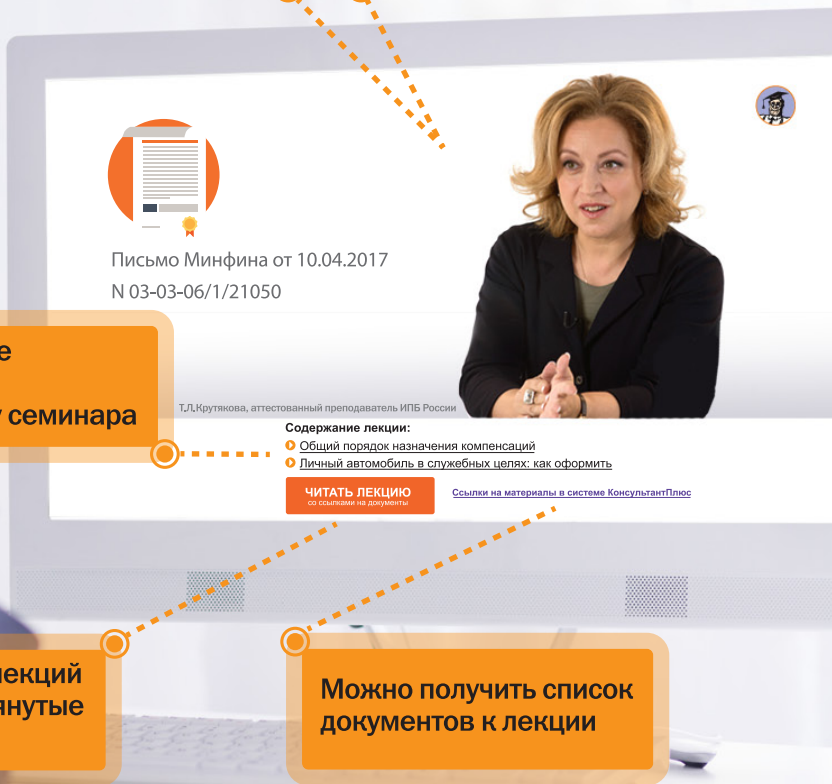 Письмо Минфина от 10.04.2017
N 03-03-06/1/21050
семинара
Т.Л.Крутякова, аттестованный преподаватель ИПБ России
Содержание лекции:
Общий порядок назначения компенсаций
Личный автомобиль в служебных целях: как оформить
ЧИТАТЬ ЛЕКЦИЮ
со ссылками на документы
Ссылки на материалы в системе КонсультантПлюс
лекций
Можно получить список
документов к лекции